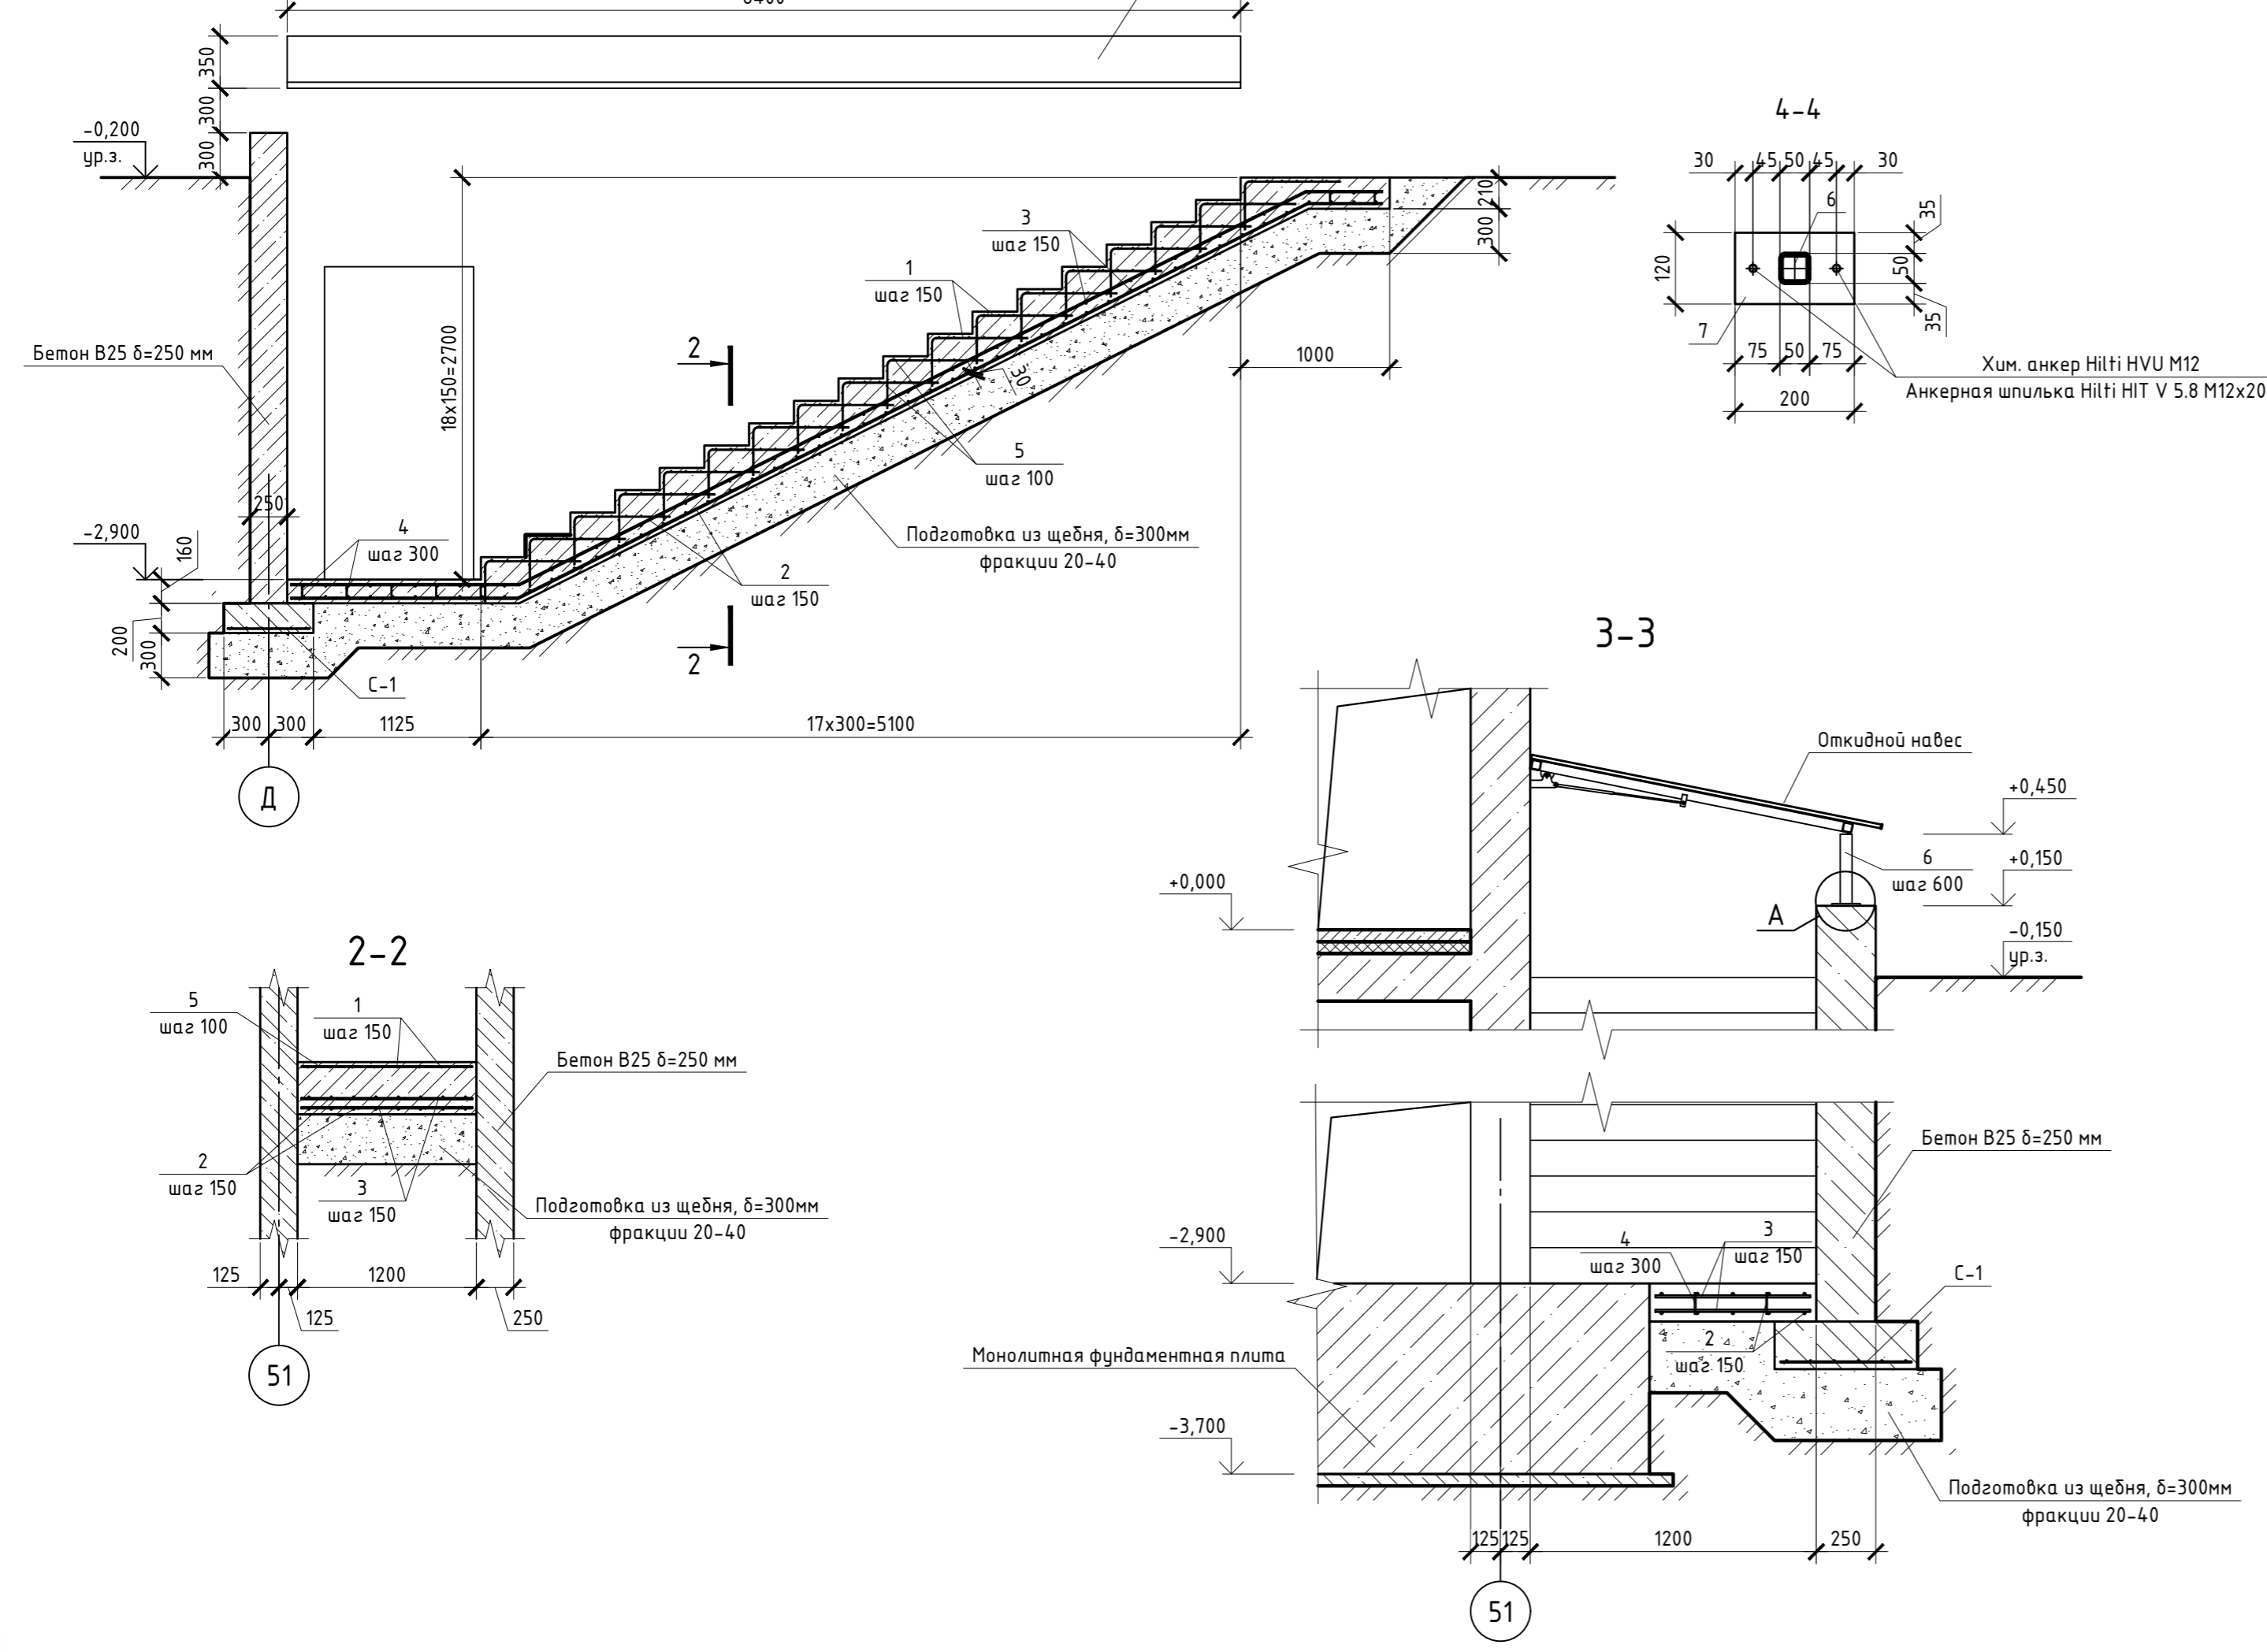 350
300
300
-0,200
ур.з.
18х150=2700
3
шаг 150
1
шаг 150
2
210
300
1000
30
Бетон В25 δ=250 мм
250
4
шаг 300
-2,900
160
200
300
5
шаг 100
Подготовка из щебня, δ=300мм
фракции 20-40
2
шаг 150
2
С-1
300
300
1125
17х300=5100
Д
4-4
30
45
50
45
30
6
35
120
50
35
7
75
50
75
200
Хим. анкер Hilti HVU M12
Анкерная шпилька Hilti HIT V 5.8 M12x20
3-3
Откидной навес
+0,450
6
шаг 600
+0,150
+0,000
А
-0,150
ур.з.
Бетон В25 δ=250 мм
-2,900
4
шаг 300
3
шаг 150
С-1
2
шаг 150
Монолитная фундаментная плита
-3,700
Подготовка из щебня, δ=300мм
фракции 20-40
125
125
1200
250
51
2-2
5
шаг 100
1
шаг 150
Бетон В25 δ=250 мм
2
шаг 150
3
шаг 150
Подготовка из щебня, δ=300мм
фракции 20-40
125
1200
125
250
51